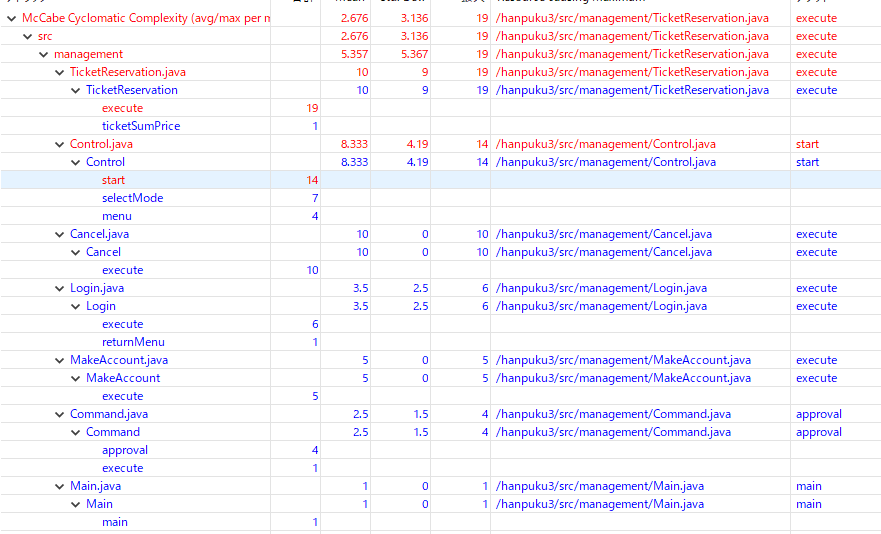 McCabe Cyclomatic Complexity (avg/max per m 2.676 3.136 19 /hanpuku3/src/management/TicketReservation.java execute
src 2.676 3.136 19 /hanpuku3/src/management/TicketReservation.java execute
management 5.357 5.367 19 /hanpuku3/src/management/TicketReservation.java execute
TicketReservation.java 10 9 19 /hanpuku3/src/management/TicketReservation.java execute
TicketReservation 10 9 19 /hanpuku3/src/management/TicketReservation.java execute
execute 19
ticketSumPrice 1
Control.java 8.333 4.19 14 /hanpuku3/src/management/Control.java start
Control 8.333 4.19 14 /hanpuku3/src/management/Control.java start
start 14
selectMode 7
menu 4
Cancel.java 10 0 10 /hanpuku3/src/management/Cancel.java execute
Cancel 10 0 10 /hanpuku3/src/management/Cancel.java execute
execute 10
Login.java 3.5 2.5 6 /hanpuku3/src/management/Login.java execute
Login 3.5 2.5 6 /hanpuku3/src/management/Login.java execute
execute 6
returnMenu 1
MakeAccount.java 5 0 5 /hanpuku3/src/management/MakeAccount.java execute
MakeAccount 5 0 5 /hanpuku3/src/management/MakeAccount.java execute
execute 5
Command.java 2.5 1.5 4 /hanpuku3/src/management/Command.java approval
Command 2.5 1.5 4 /hanpuku3/src/management/Command.java approval
approval 4
execute 1
Main.java 1 0 1 /hanpuku3/src/management/Main.java main
Main 1 0 1 /hanpuku3/src/management/Main.java main
main 1